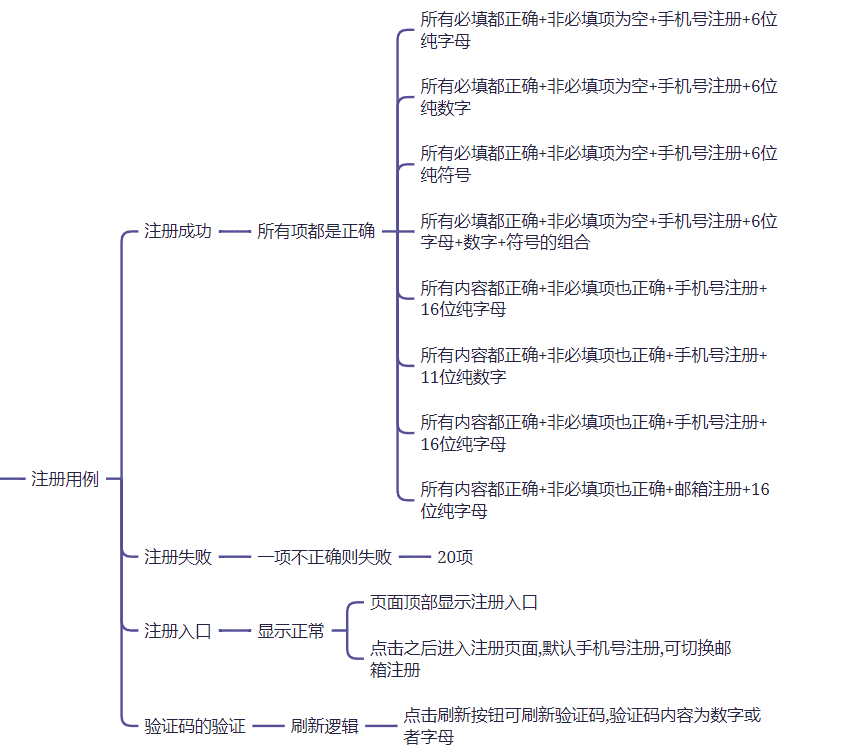 所有必填都正确+非必填项为空+手机号注册+6位
纯字母
所有必填都正确+非必填项为空+手机号注册+6位
纯数字
所有必填都正确+非必填项为空+手机号注册+6位
纯符号
注册成功
所有项都是正确
所有必填都正确+非必填项为空+手机号注册+6位
字母+数字+符号的组合
所有内容都正确+非必填项也正确+手机号注册+
16位纯字母
所有内容都正确+非必填项也正确+手机号注册+
11位纯数字
所有内容都正确+非必填项也正确+手机号注册+
16位纯字母
所有内容都正确+非必填项也正确+邮箱注册+16
位纯字母
注册用例
注册失败
一项不正确则失败
20项
注册入口
显示正常
页面顶部显示注册入口
点击之后进入注册页面,默认手机号注册,可切换邮
箱注册
验证码的验证
刷新逻辑
点击刷新按钮可刷新验证码,验证码内容为数字或
者字母